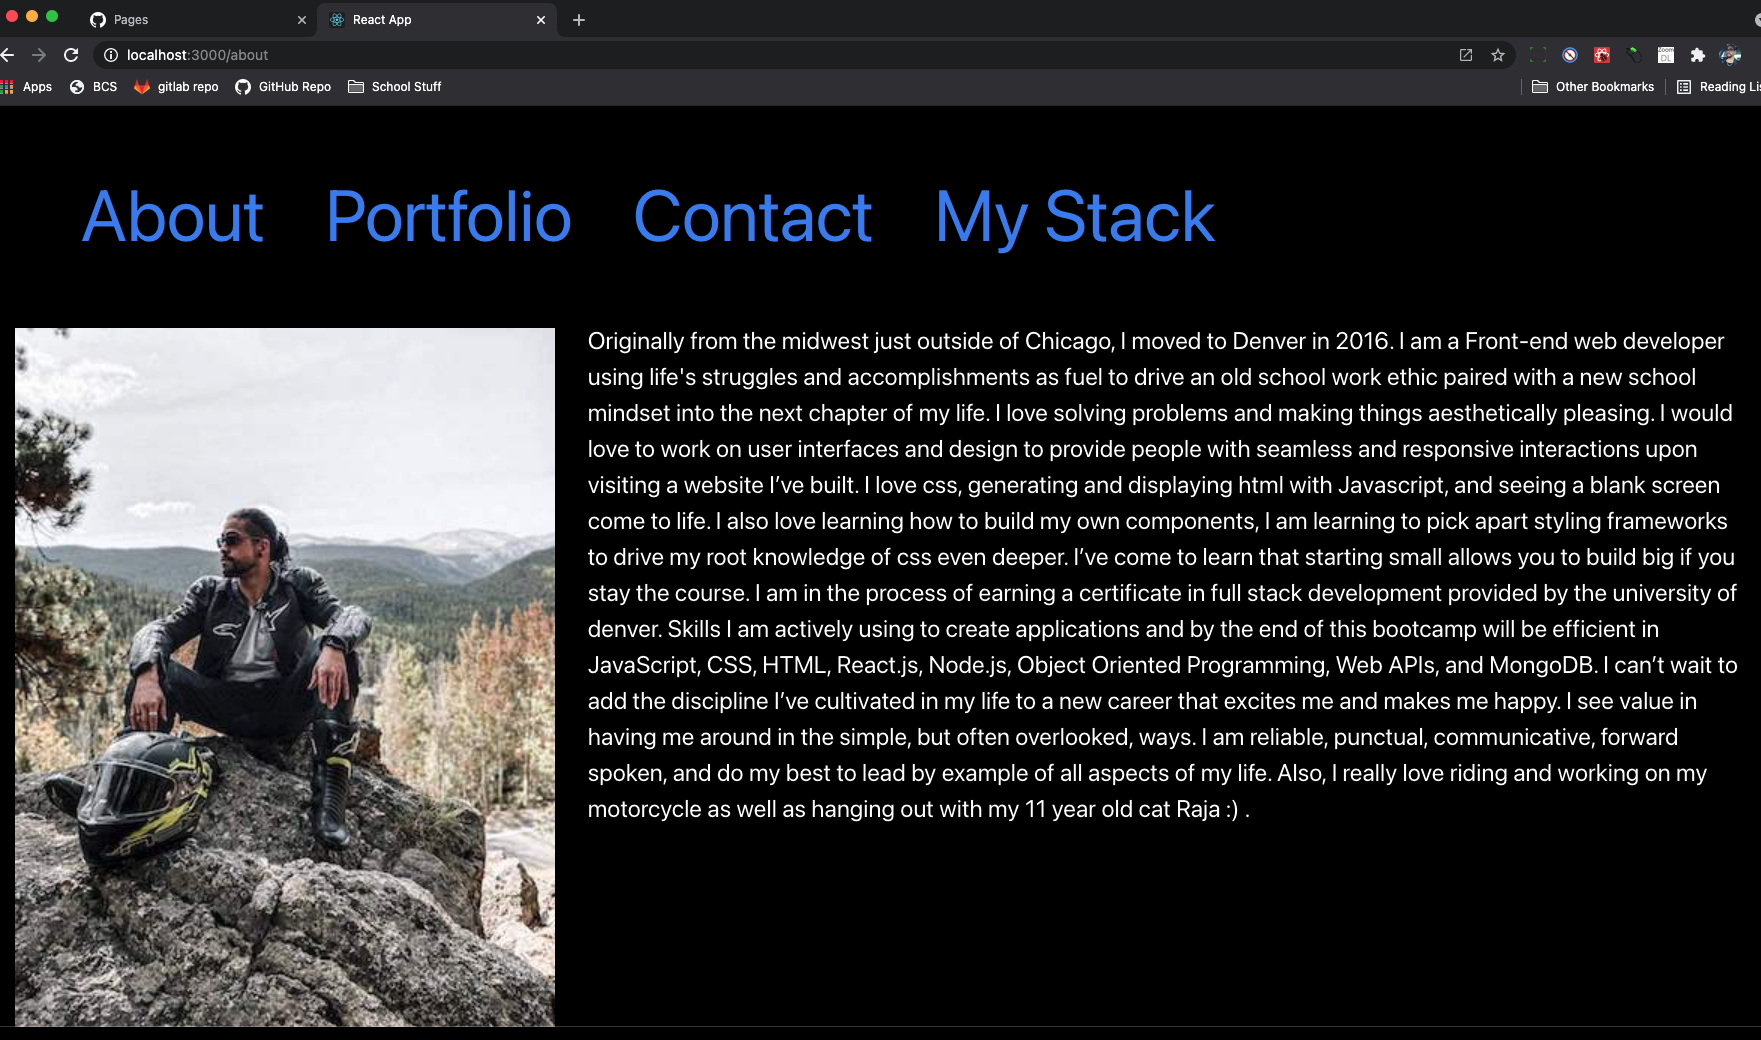 Pages
React App
localhost:3000/about
Apps BCS gitlab repo GitHub Repo School Stuff Other Bookmarks Reading
About Portfolio Contact My Stack
Originally from the midwest just outside of Chicago, I moved to Denver in 2016. I am a Front-end web developer
using life's struggles and accomplishments as fuel to drive an old school work ethic paired with a new school
mindset into the next chapter of my life. I love solving problems and making things aesthetically pleasing. I would
love to work on user interfaces and design to provide people with seamless and responsive interactions upon
visiting a website I’ve built. I love css, generating and displaying html with Javascript, and seeing a blank screen
come to life. I also love learning how to build my own components, I am learning to pick apart styling frameworks
to drive my root knowledge of css even deeper. I’ve come to learn that starting small allows you to build big if you
stay the course. I am in the process of earning a certificate in full stack development provided by the university of
denver. Skills I am actively using to create applications and by the end of this bootcamp will be efficient in
JavaScript, CSS, HTML, React.js, Node.js, Object Oriented Programming, Web APIs, and MongoDB. I can’t wait to
add the discipline I’ve cultivated in my life to a new career that excites me and makes me happy. I see value in
having me around in the simple, but often overlooked, ways. I am reliable, punctual, communicative, forward
spoken, and do my best to lead by example of all aspects of my life. Also, I really love riding and working on my
motorcycle as well as hanging out with my 11 year old cat Raja :) .